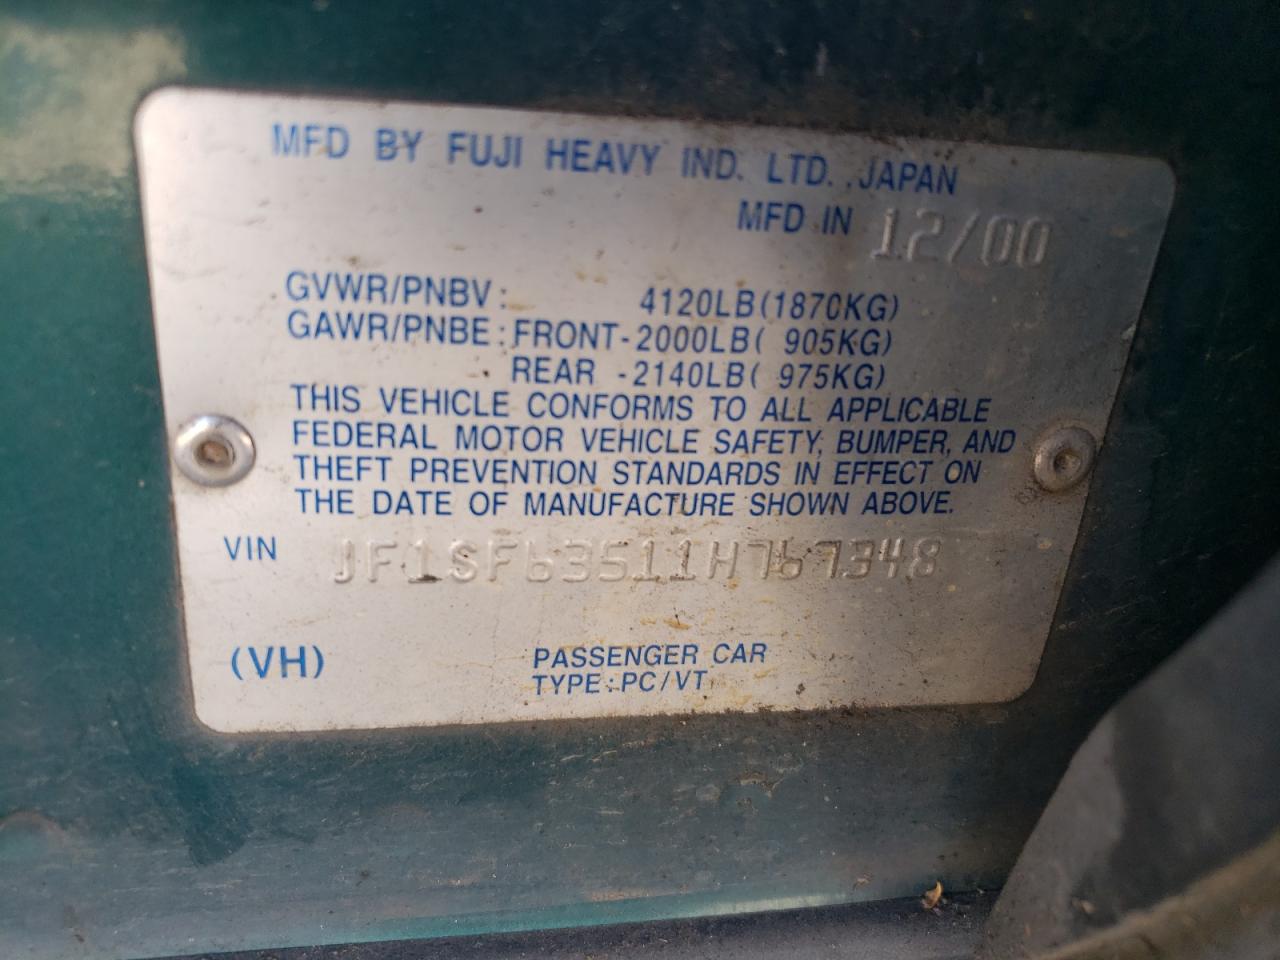 MFD BY FUJI HEAVY IND. LTD. ,JAPAN
MFD IN 12/00
GVWR/PNBV: 4120LB(1870KG)
GAWR/PNBE:FRONT-2000LB( 905KG)
REAR -2140LB( 975KG)
THIS VEHICLE CONFORMS TO ALL APPLICABLE
FEDERAL MOTOR VEHICLE SAFETY, BUMPER, AND
THEFT PREVENTION STANDARDS IN EFFECT ON
THE DATE OF MANUFACTURE SHOWN ABOVE.
VIN JF1SF63511H767348
(VH) PASSENGER CAR
TYPE:PC/VT